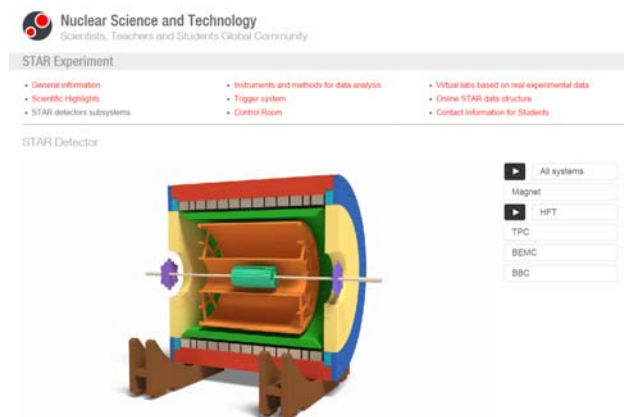 Nuclear Science and Technology
Scientists, Teachers and Students Global Community
STAR Experiment
• General information
• Scientific Highlights
• STAR detectors subsystems
• Instruments and methods for data analysis
• Trigger system
• Control Room
• Virtual labs based on real experimental data
• Online STAR data structure
• Contact Information for Students
STAR Detector
All systems
Magnet
HFT
TPC
BEMC
BBC